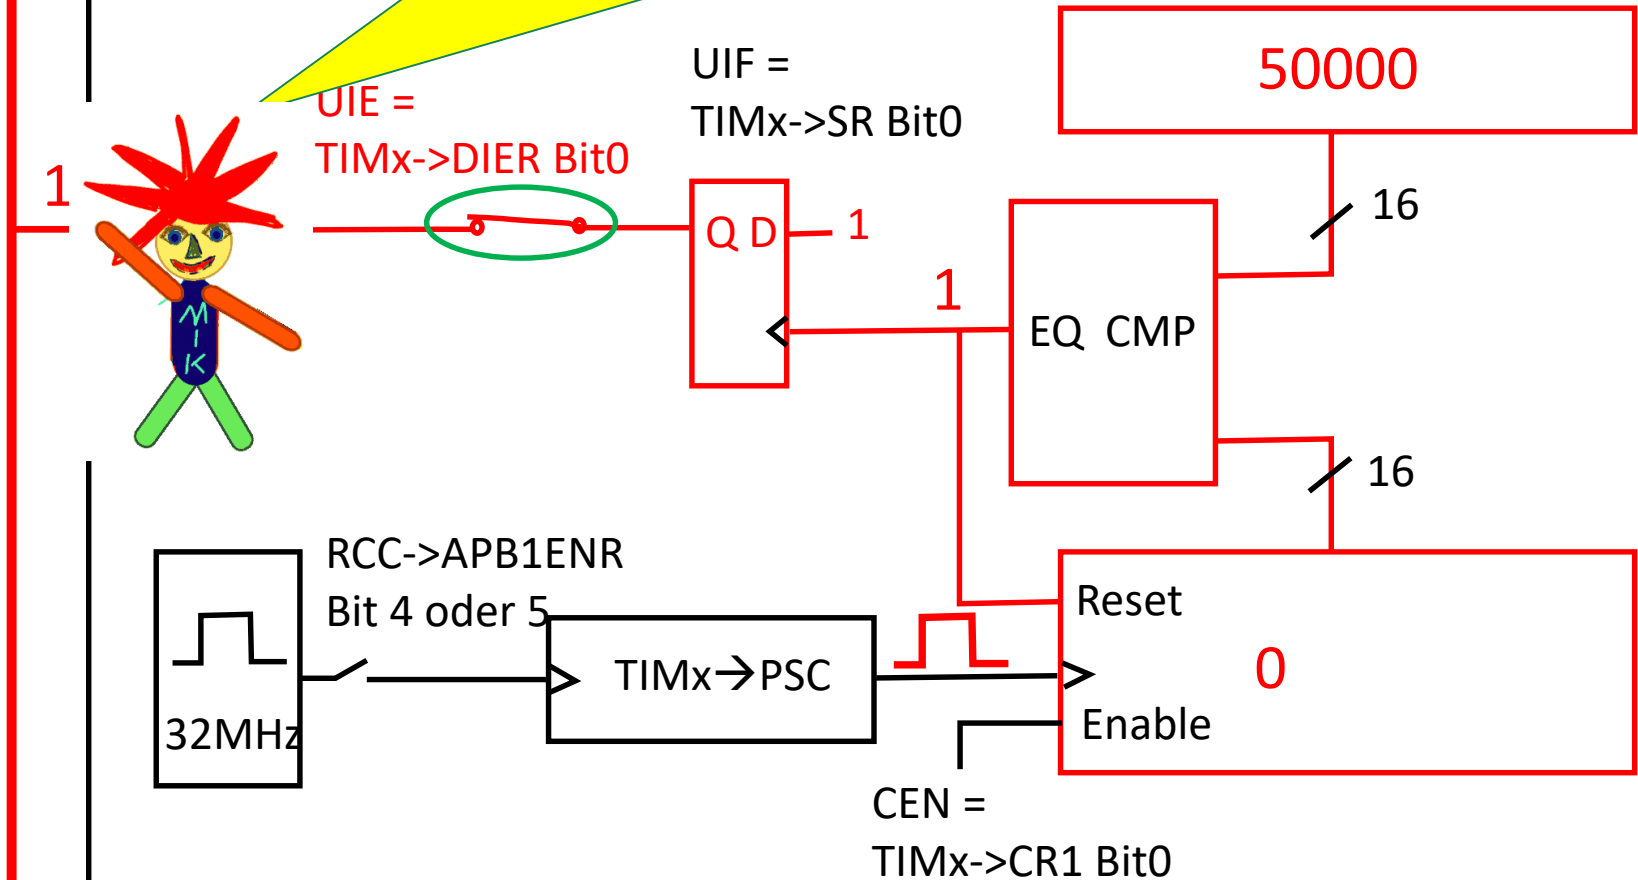 50000
UIF =
TIMx->SR Bit0
UIE =
TIMx->DIER Bit0
1
16
Q D
1
1
EQ CMP
M
I
K
16
RCC->APB1ENR
Bit 4 oder 5
Reset
TIMx→PSC
0
32MHz
Enable
CEN =
TIMx->CR1 Bit0